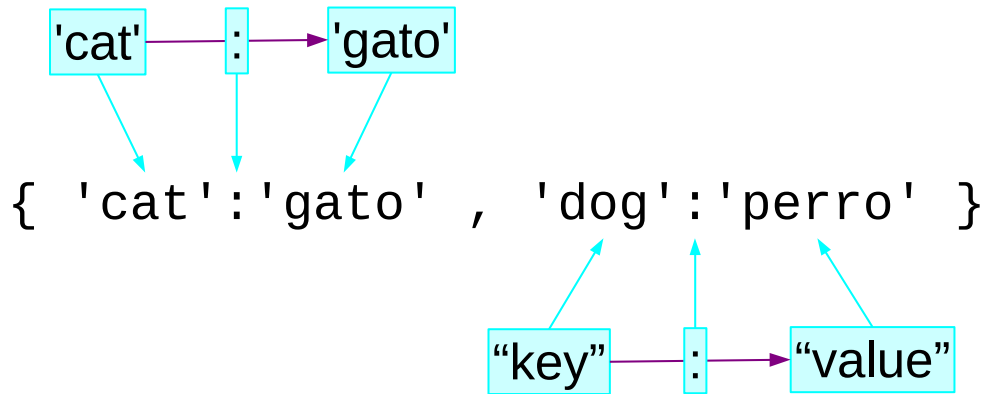 'cat' : 'gato'
{ 'cat':'gato' , 'dog':'perro' }
“key” : “value”